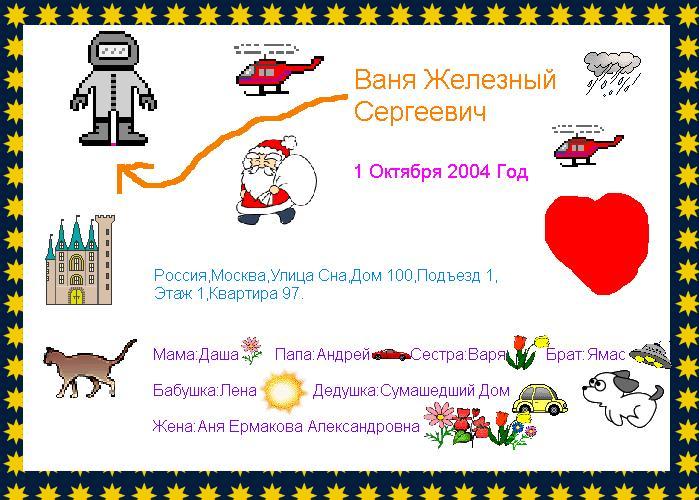 Ваня Железный
Сергеевич
1 Октября 2004 Год
Россия,Москва,Улица Сна,Дом 100,Подъезд 1,
Этаж 1,Квартира 97.
Мама:Даша Папа:Андрей Сестра:Варя Брат:Ямас
Бабушка:Лена Дедушка:Сумашедший Дом
Жена:Аня Ермакова Александровна